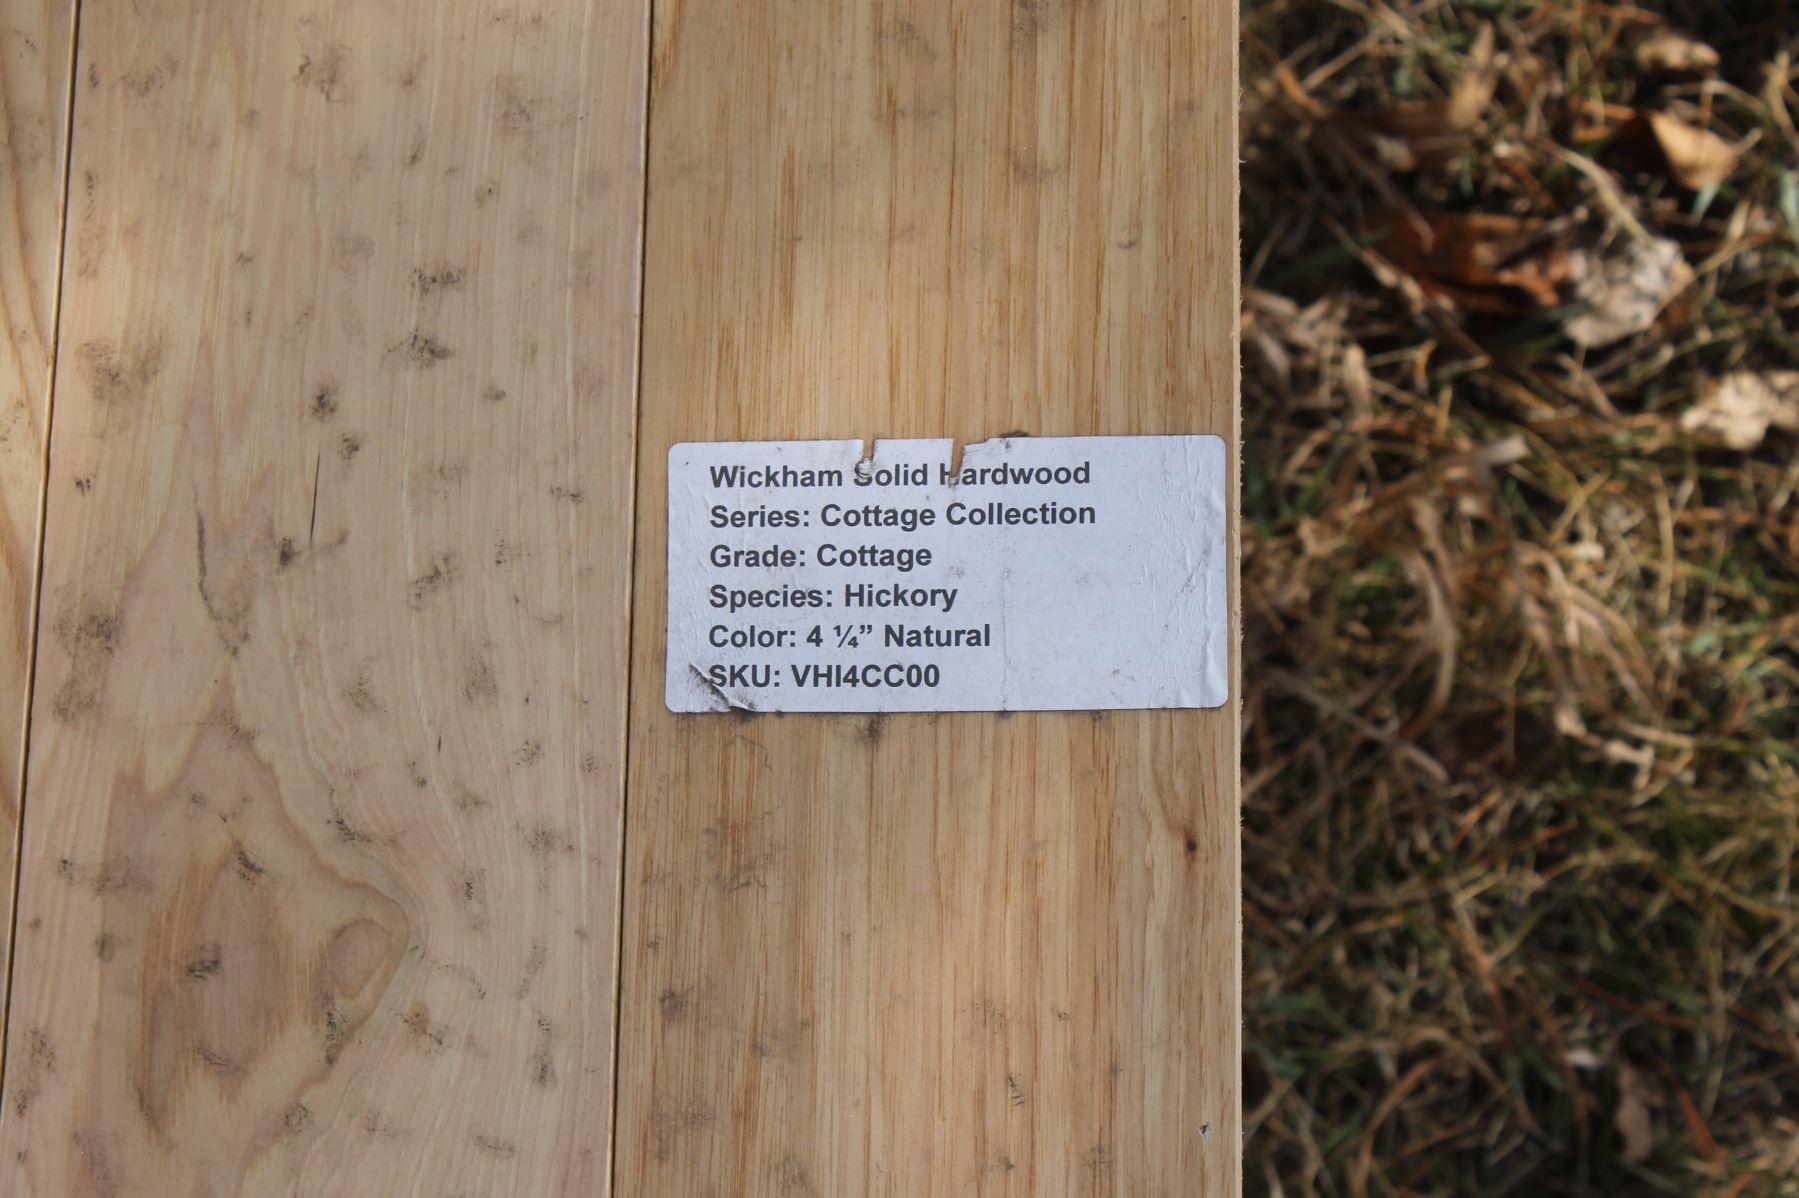 Wickham Solid Hardwood
Series: Cottage Collection
Grade: Cottage
Species: Hickory
Color: 4 ¼” Natural
SKU: VHI4CC00